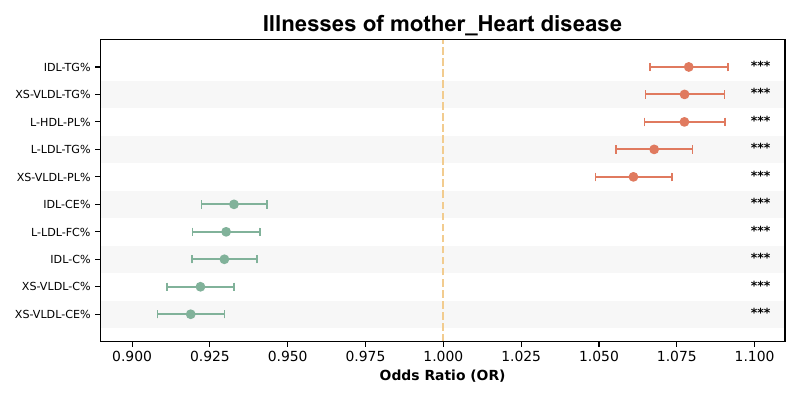 Illnesses of mother_Heart disease
IDL-TG% ***
XS-VLDL-TG% ***
L-HDL-PL% ***
L-LDL-TG% ***
XS-VLDL-PL% ***
IDL-CE% ***
L-LDL-FC% ***
IDL-C% ***
XS-VLDL-C% ***
XS-VLDL-CE% ***
0.900 0.925 0.950 0.975 1.000 1.025 1.050 1.075 1.100
Odds Ratio (OR)